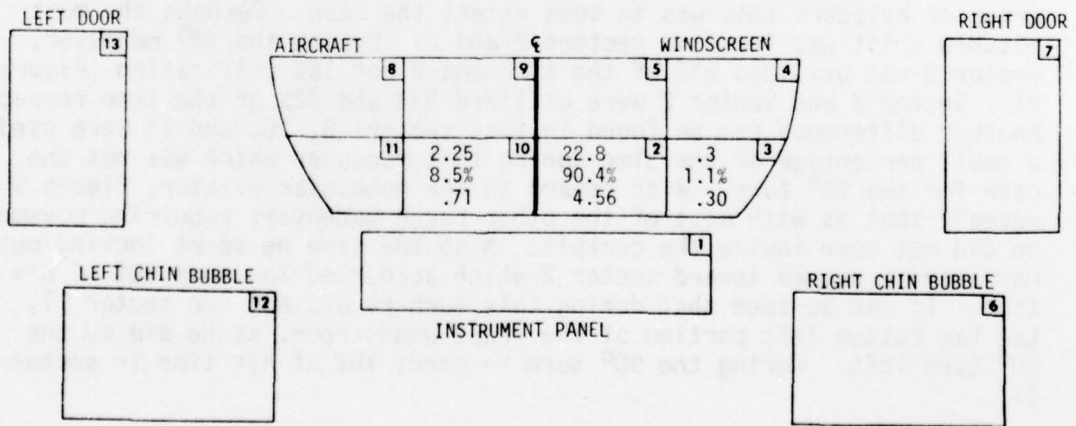 LEFT DOOR
13
AIRCRAFT ℄ WINDSCREEN
RIGHT DOOR
7
8 9 5 4
11 2.25 10 22.8 2 .3 3
8.5% 90.4% 1.1%
.71 4.56 .30
1
LEFT CHIN BUBBLE
12
INSTRUMENT PANEL
RIGHT CHIN BUBBLE
6